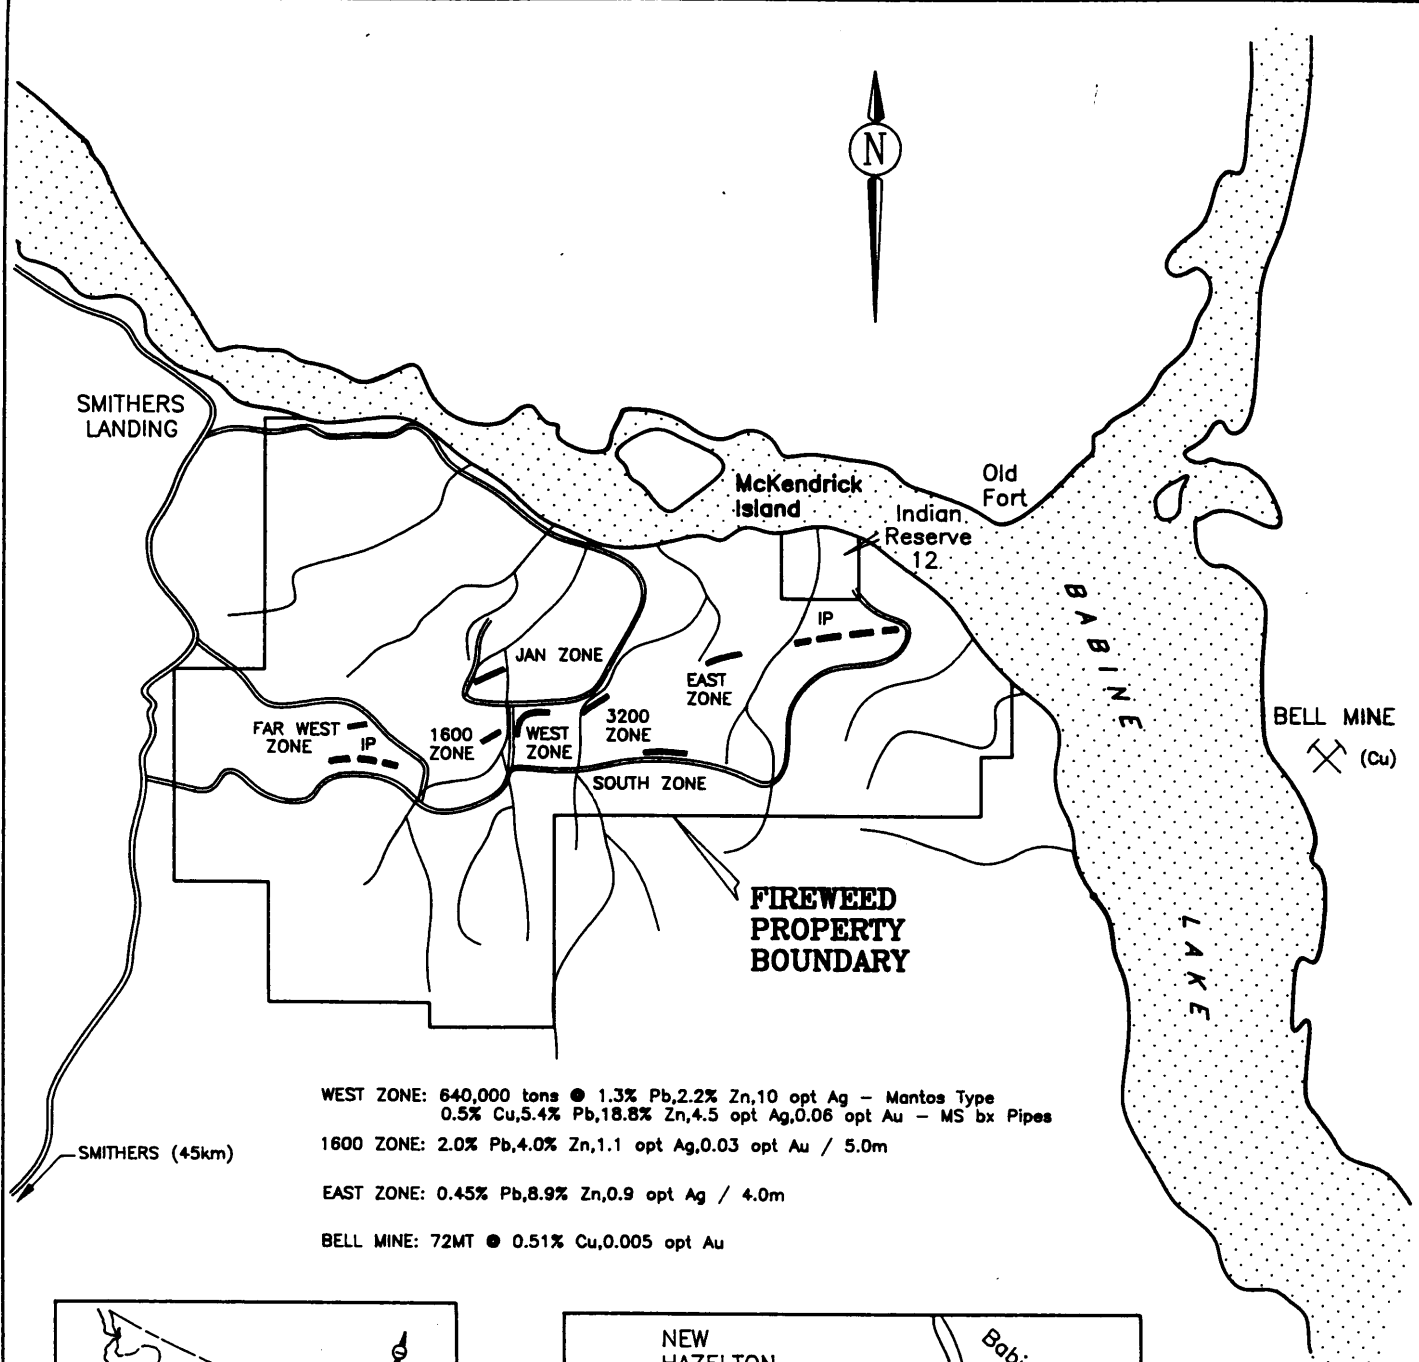 N
SMITHERS
LANDING
McKendrick
Island
Old
Fort
Indian
Reserve
12
IP
BABINE
LAKE
JAN ZONE
EAST
ZONE
FAR WEST
ZONE
IP
1600
ZONE
WEST
ZONE
3200
ZONE
SOUTH ZONE
BELL MINE
(Cu)
FIREWEED
PROPERTY
BOUNDARY
WEST ZONE: 640,000 tons @ 1.3% Pb,2.2% Zn,10 opt Ag – Mantos Type
0.5% Cu,5.4% Pb,18.8% Zn,4.5 opt Ag,0.06 opt Au – MS bx Pipes
1600 ZONE: 2.0% Pb,4.0% Zn,1.1 opt Ag,0.03 opt Au / 5.0m
SMITHERS (45km)
EAST ZONE: 0.45% Pb,8.9% Zn,0.9 opt Ag / 4.0m
BELL MINE: 72MT @ 0.51% Cu,0.005 opt Au
NEW
HAZELTON